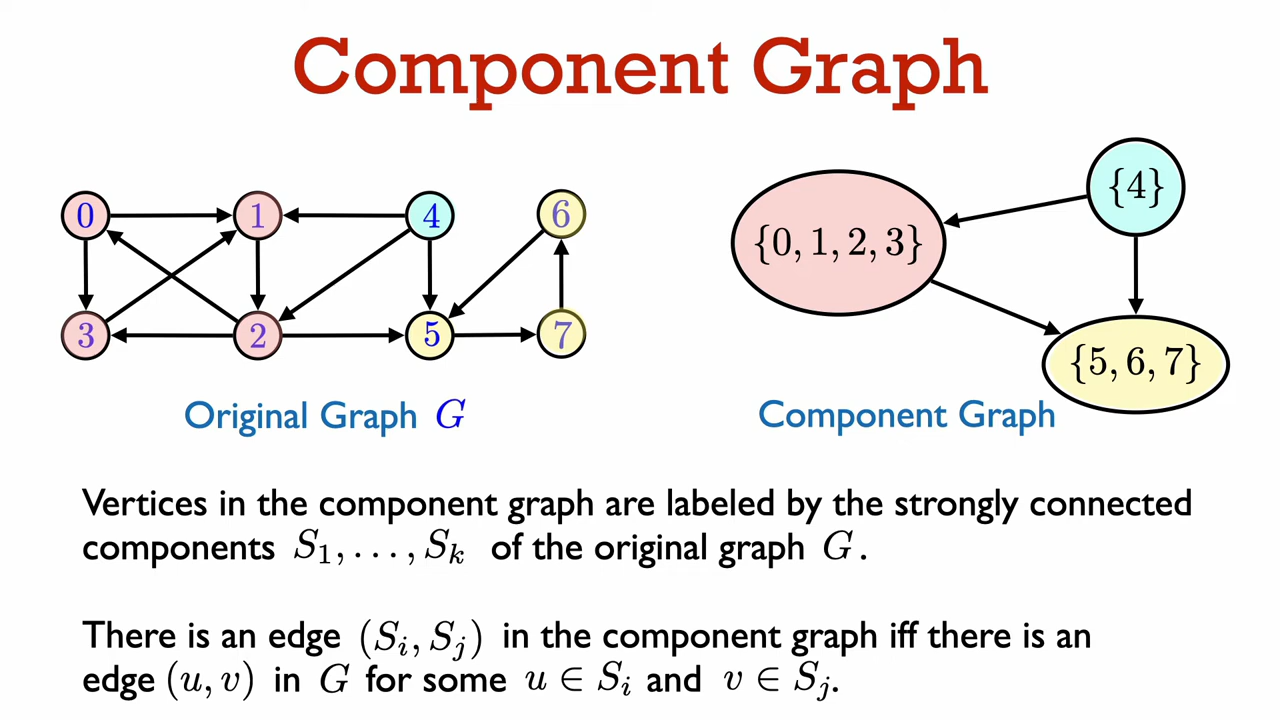 Component Graph
0 1 4 6
3 2 5 7
{0, 1, 2, 3}
{4}
{5, 6, 7}
Original Graph G
Component Graph
Vertices in the component graph are labeled by the strongly connected
components S₁, . . . , Sₖ of the original graph G.
There is an edge (Sᵢ, Sⱼ) in the component graph iff there is an
edge (u, v) in G for some u ∈ Sᵢ and v ∈ Sⱼ.